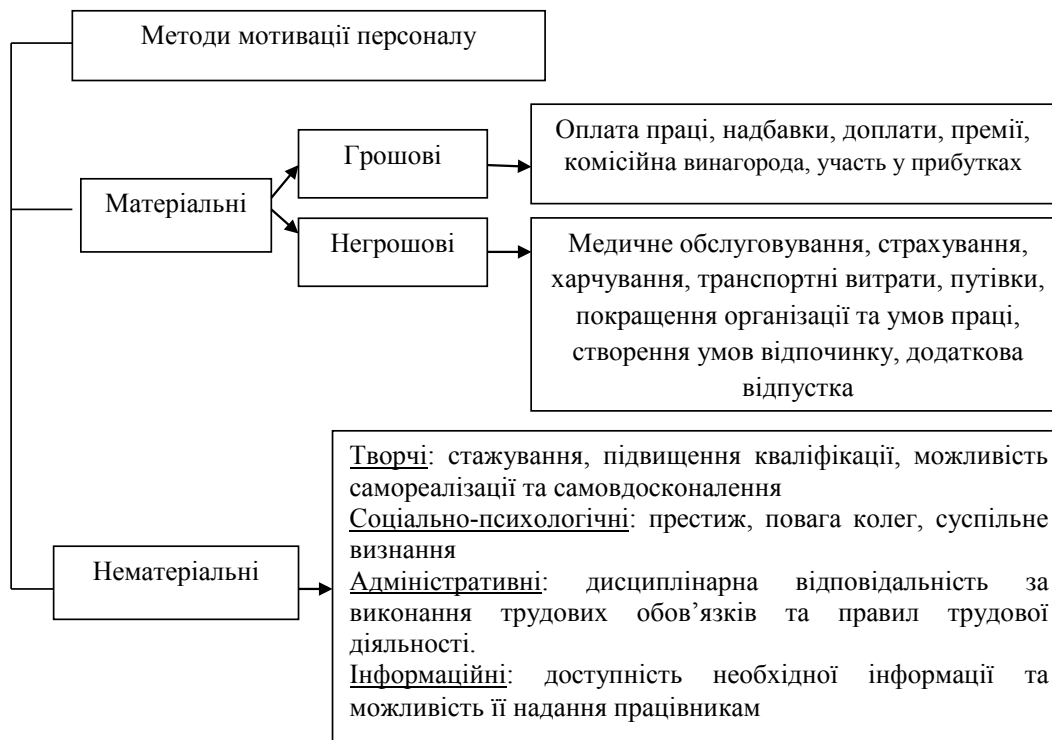 Методи мотивації персоналу
Матеріальні
Грошові
Оплата праці, надбавки, доплати, премії,
комісійна винагорода, участь у прибутках
Негрошові
Медичне обслуговування, страхування,
харчування, транспортні витрати, путівки,
покращення організації та умов праці,
створення умов відпочинку, додаткова
відпустка
Нематеріальні
Творчі: стажування, підвищення кваліфікації, можливість
самореалізації та самовдосконалення
Соціально-психологічні: престиж, повага колег, суспільне
визнання
Адміністративні: дисциплінарна відповідальність за
виконання трудових обов’язків та правил трудової
діяльності.
Інформаційні: доступність необхідної інформації та
можливість її надання працівникам